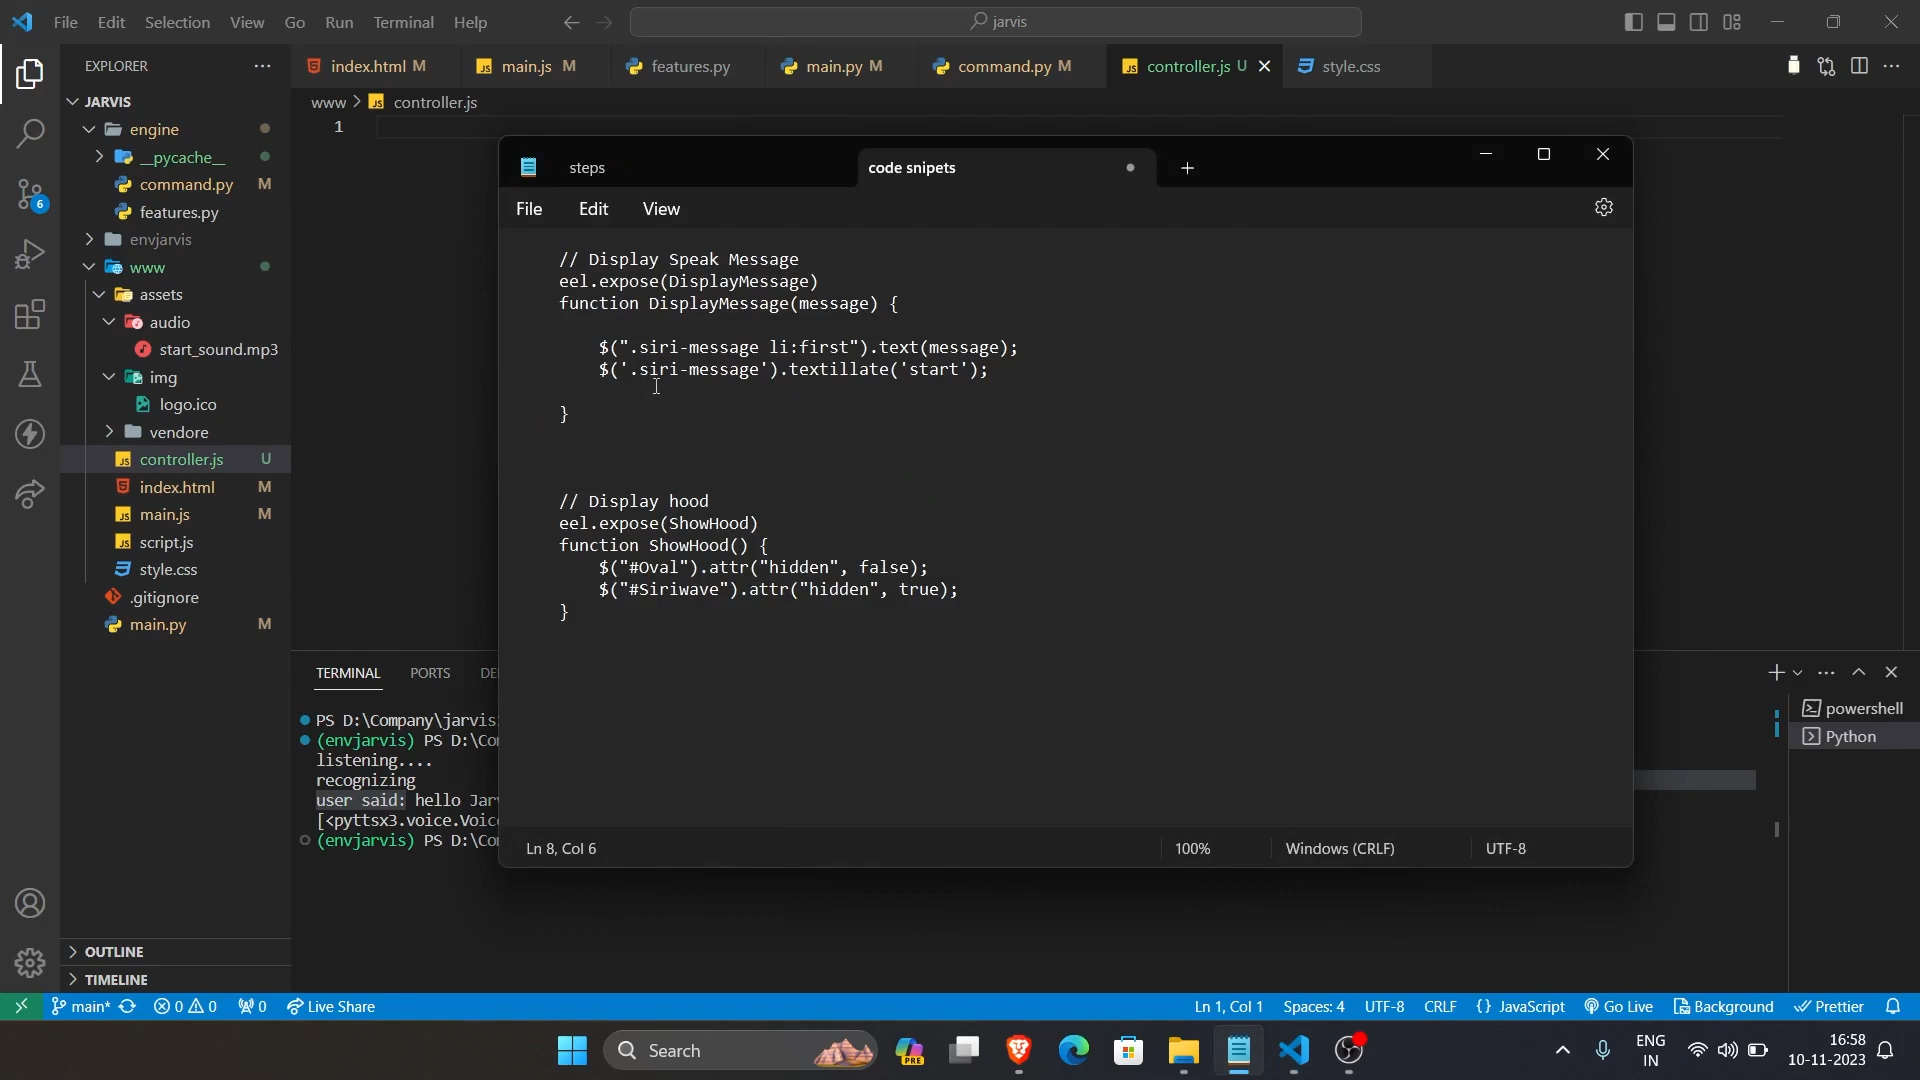 File Edit Selection View Go Run Terminal Help
jarvis
EXPLORER
index.html M
main.js M
features.py
main.py M
command.py M
controller.js U
style.css
www > controller.js
1
JARVIS
engine
__pycache__
command.py M
features.py
envjarvis
www
assets
audio
start_sound.mp3
img
logo.ico
vendore
controller.js U
index.html M
main.js M
script.js
style.css
.gitignore
main.py M
OUTLINE
TIMELINE
6
steps
code snipets
File Edit View
// Display Speak Message
eel.expose(DisplayMessage)
function DisplayMessage(message) {
$(".siri-message li:first").text(message);
$('.siri-message').textillate('start');
}
// Display hood
eel.expose(ShowHood)
function ShowHood() {
$("#Oval").attr("hidden", false);
$("#Siriwave").attr("hidden", true);
}
Ln 8, Col 6
100%
Windows (CRLF)
UTF-8
TERMINAL PORTS
PS D:\Company\jarvis
(envjarvis) PS D:\Co
listening....
recognizing
user said: hello Jar
[<pyttsx3.voice.Voic
(envjarvis) PS D:\Co
powershell
Python
main* 0 0 0 Live Share
Ln 1, Col 1 Spaces: 4 UTF-8 CRLF {} JavaScript Go Live Background Prettier
Search
PRE
ENG
IN
16:58
10-11-2023